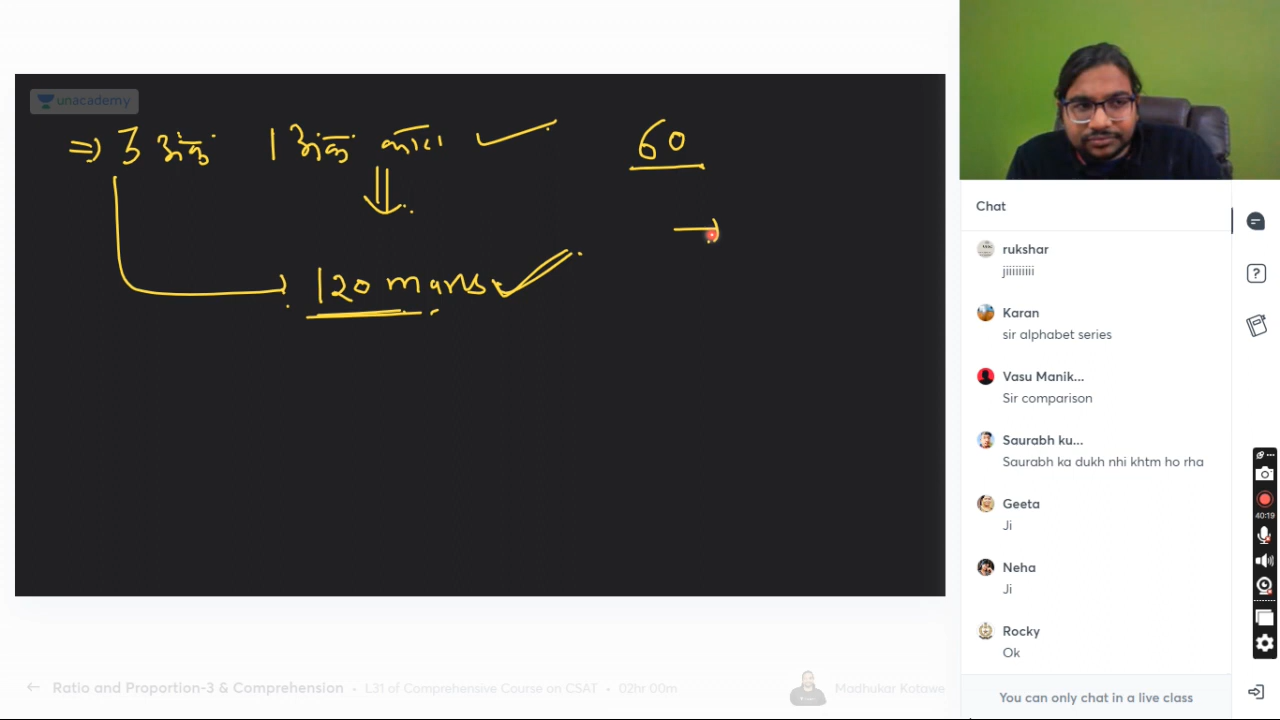 unacademy
⇒ 3 अंक 1 अंक काटा 60
120 marks
Chat
rukshar
jiiiiiiiii
Karan
sir alphabet series
Vasu Manik...
Sir comparison
Saurabh ku...
Saurabh ka dukh nhi khtm ho rha
Geeta
Ji
Neha
Ji
Rocky
Ok
40:19
← Ratio and Proportion-3 & Comprehension • L31 of Comprehensive Course on CSAT • 02hr 00m
Madhukar Kotawe
You can only chat in a live class